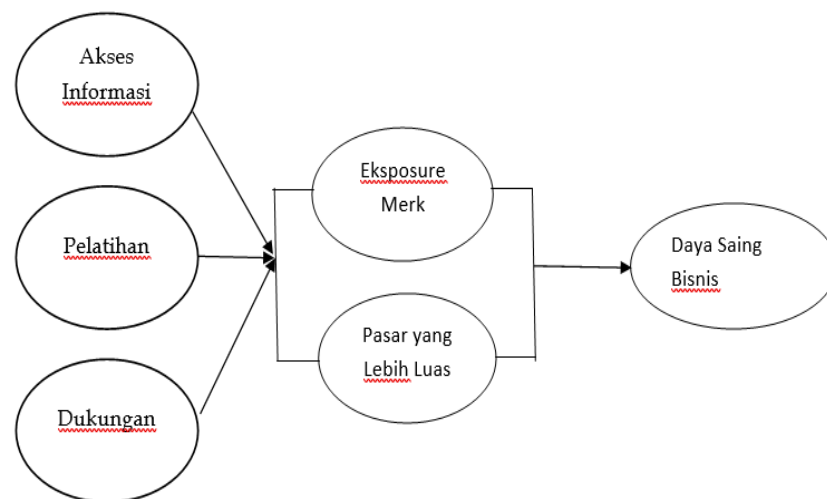 Akses
Informasi
Pelatihan
Dukungan
Eksposure
Merk
Pasar yang
Lebih Luas
Daya Saing
Bisnis